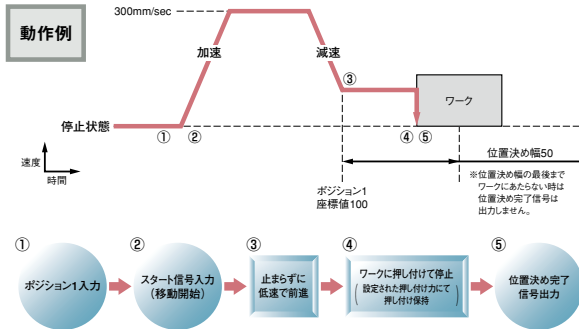 動作例
300mm/sec
加速
減速
③
ワーク
停止状態
①
②
④
⑤
速度
時間
位置決め幅50
ポジション1
座標値100
※位置決め幅の最後まで
ワークにあたらない時は
位置決め完了信号は
出力しません。
①
ポジション1入力
②
スタート信号入力
(移動開始)
③
止まらずに
低速で前進
④
ワークに押し付けて停止
(設定された押し付け力にて
押し付け保持)
⑤
位置決め完了
信号出力